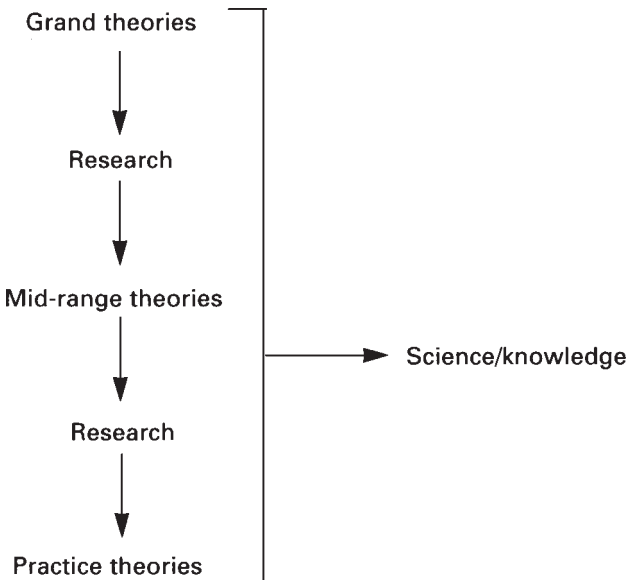 Grand theories
Research
Mid-range theories
Science/knowledge
Research
Practice theories